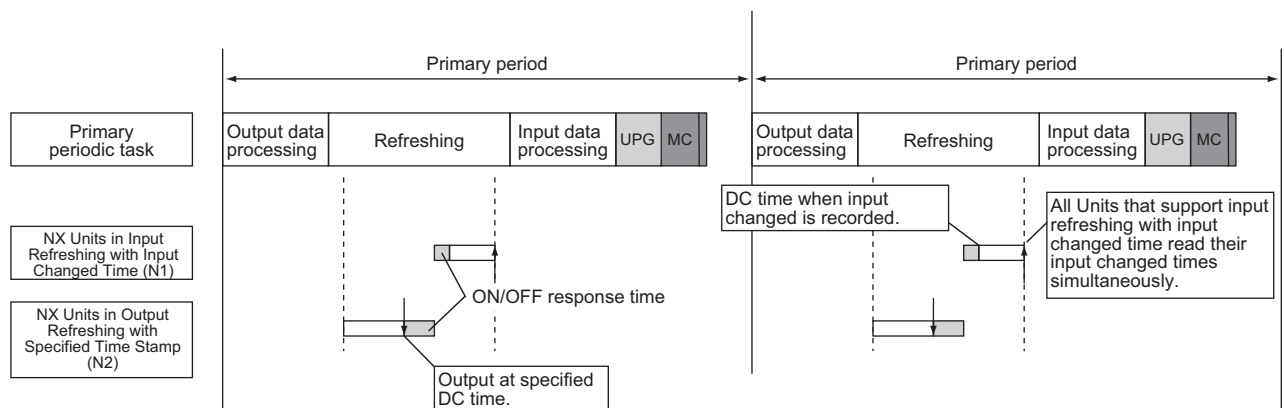 Primary period
Primary period
Primary
periodic task
Output data
processing
Refreshing
Input data
processing
UPG
MC
Output data
processing
Refreshing
Input data
processing
UPG
MC
DC time when input
changed is recorded.
All Units that support input
refreshing with input
changed time read their
input changed times
simultaneously.
NX Units in Input
Refreshing with Input
Changed Time (N1)
ON/OFF response time
NX Units in Output
Refreshing with
Specified Time Stamp
(N2)
Output at specified
DC time.